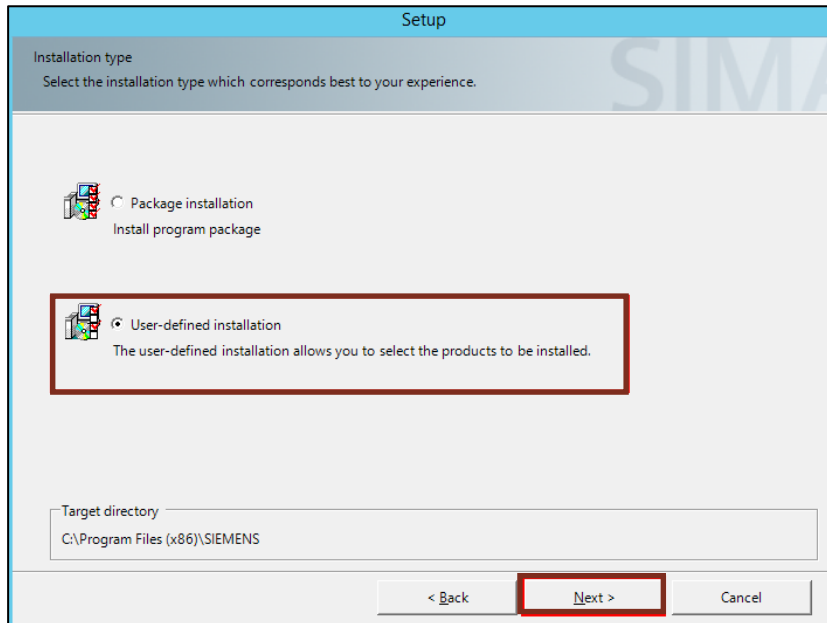 Setup
Installation type
Select the installation type which corresponds best to your experience.
SIMA
Package installation
Install program package
User-defined installation
The user-defined installation allows you to select the products to be installed.
Target directory
C:\Program Files (x86)\SIEMENS
< Back
Next >
Cancel